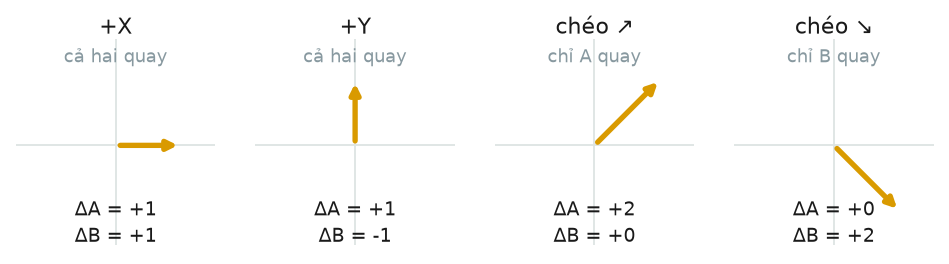 +X
cả hai quay
ΔA = +1
ΔB = +1
+Y
cả hai quay
ΔA = +1
ΔB = -1
chéo ↗
chỉ A quay
ΔA = +2
ΔB = +0
chéo ↘
chỉ B quay
ΔA = +0
ΔB = +2